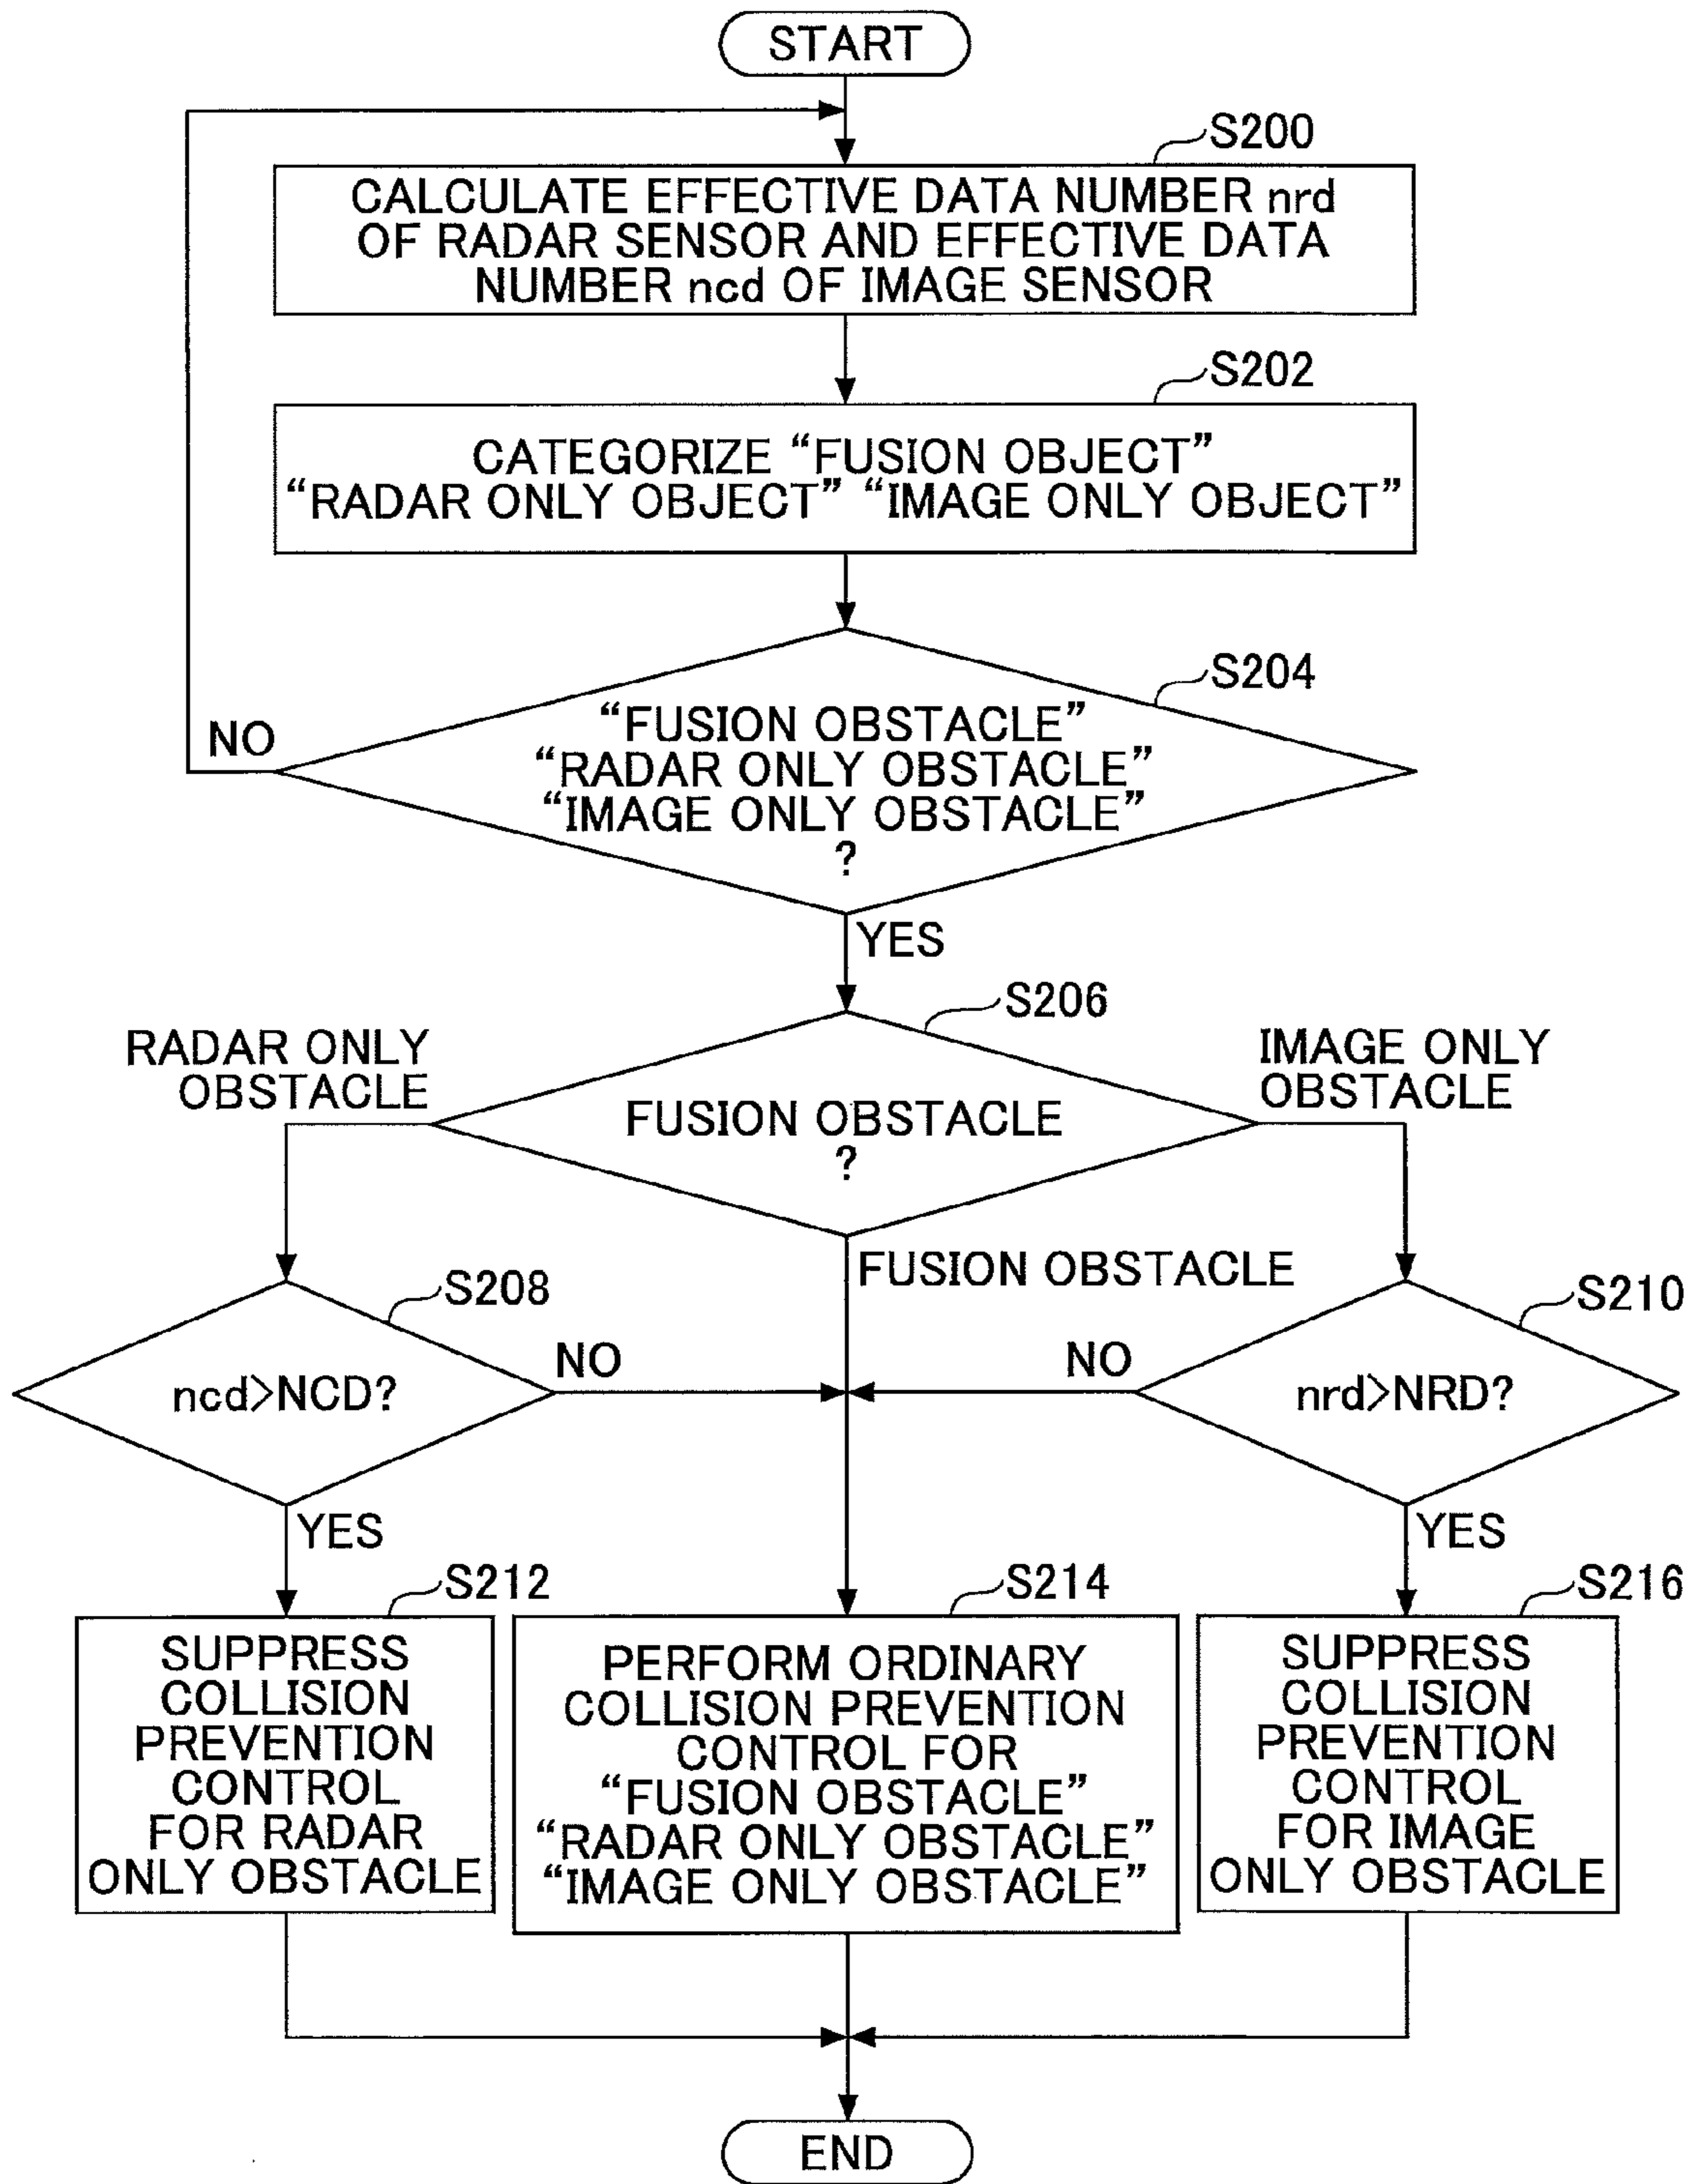 START
S200
CALCULATE EFFECTIVE DATA NUMBER nrd
OF RADAR SENSOR AND EFFECTIVE DATA
NUMBER ncd OF IMAGE SENSOR
S202
CATEGORIZE “FUSION OBJECT”
“RADAR ONLY OBJECT” “IMAGE ONLY OBJECT”
S204
“FUSION OBSTACLE”
“RADAR ONLY OBSTACLE”
“IMAGE ONLY OBSTACLE”
?
NO
YES
S206
FUSION OBSTACLE
?
RADAR ONLY
OBSTACLE
IMAGE ONLY
OBSTACLE
FUSION OBSTACLE
S208
ncd>NCD?
NO
YES
S210
nrd>NRD?
NO
YES
S212
SUPPRESS
COLLISION
PREVENTION
CONTROL
FOR RADAR
ONLY OBSTACLE
S214
PERFORM ORDINARY
COLLISION PREVENTION
CONTROL FOR
“FUSION OBSTACLE”
“RADAR ONLY OBSTACLE”
“IMAGE ONLY OBSTACLE”
S216
SUPPRESS
COLLISION
PREVENTION
CONTROL
FOR IMAGE
ONLY OBSTACLE
END